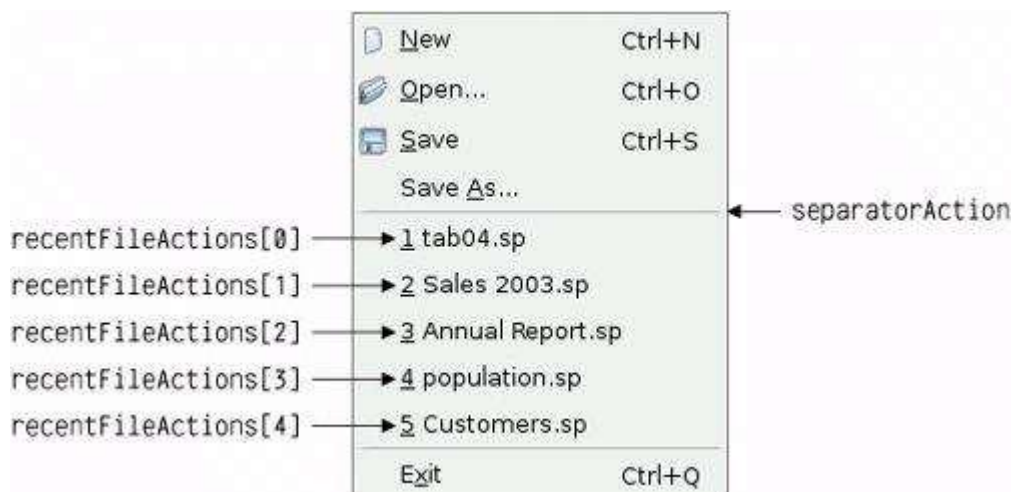 New Ctrl+N
Open... Ctrl+O
Save Ctrl+S
Save As...
separatorAction
recentFileActions[0] 1 tab04.sp
recentFileActions[1] 2 Sales 2003.sp
recentFileActions[2] 3 Annual Report.sp
recentFileActions[3] 4 population.sp
recentFileActions[4] 5 Customers.sp
Exit Ctrl+Q